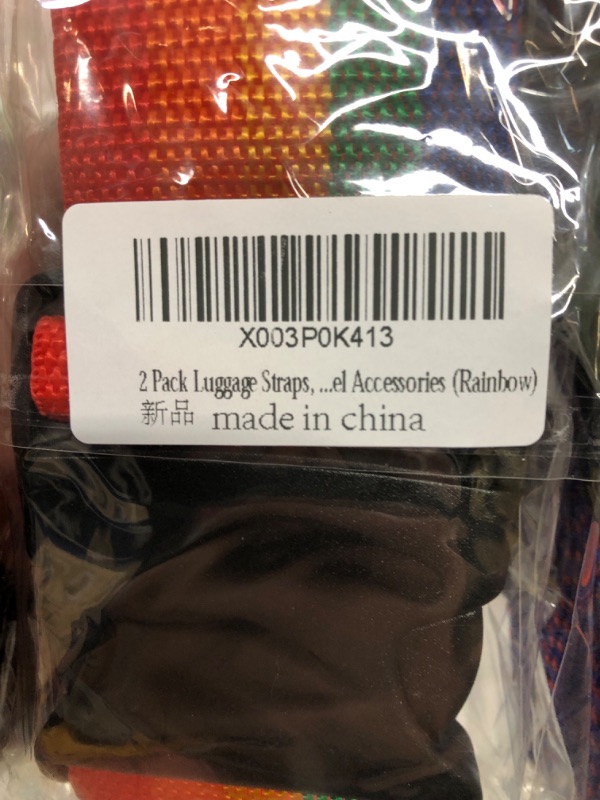 X003P0K413
2 Pack Luggage Straps, ...el Accessories (Rainbow)
新品 made in china